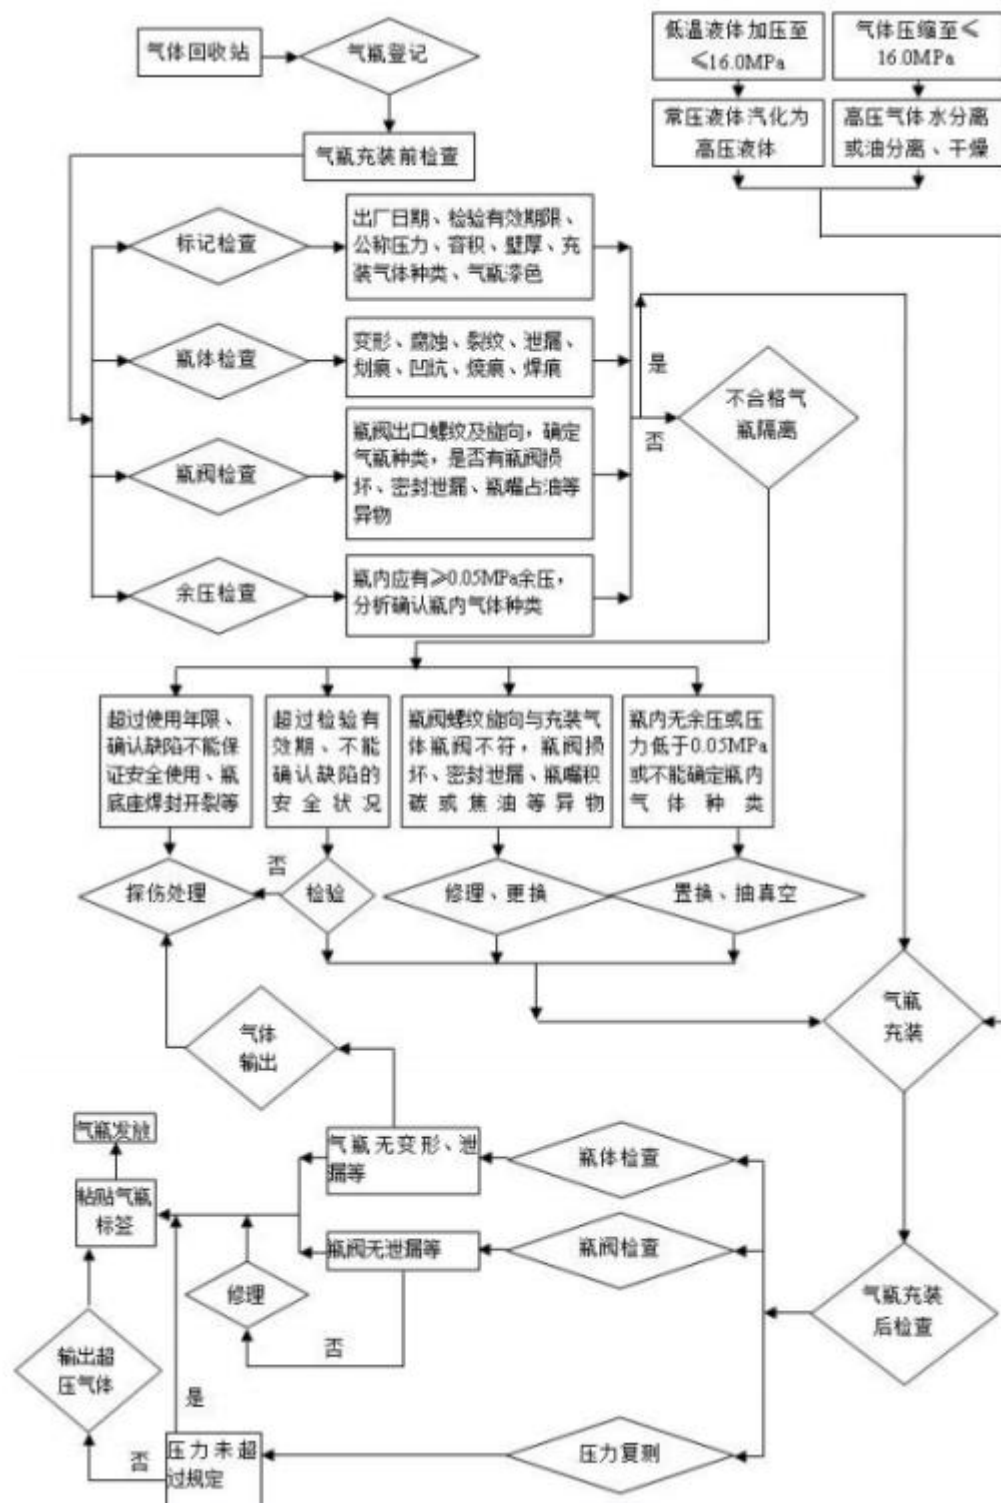 气体回收站
气瓶登记
低温液体加压至
≤16.0MPa
气体压缩至≤
16.0MPa
常压液体汽化为
高压液体
高压气体水分离
或油分离、干燥
气瓶充装前检查
标记检查
出厂日期、检验有效期限、
公称压力、容积、壁厚、充
装气体种类、气瓶漆色
瓶体检查
变形、腐蚀、裂纹、泄漏、
划痕、凹坑、烧痕、焊痕
是
否
不合格气
瓶隔离
瓶阀检查
瓶阀出口螺纹及旋向，确定
气瓶种类，是否有瓶阀损
坏、密封泄漏、瓶嘴占油等
异物
余压检查
瓶内应有≥0.05MPa余压，
分析确认瓶内气体种类
超过使用年限、
确认缺陷不能保
证安全使用、瓶
底座焊封开裂等
超过检验有
效期、不能
确认缺陷的
安全状况
瓶阀螺纹旋向与充装气
体瓶阀不符，瓶阀损
坏、密封泄漏、瓶嘴积
碳或焦油等异物
瓶内无余压或压
力低于0.05MPa
或不能确定瓶内
气体种类
探伤处理
否
检验
修理、更换
置换、抽真空
气瓶
充装
气体
输出
气瓶发放
粘贴气瓶
标签
气瓶无变形、泄
漏等
瓶体检查
瓶阀无泄漏等
瓶阀检查
修理
否
气瓶充装
后检查
输出超
压气体
是
否
压力未超
过规定
压力复测